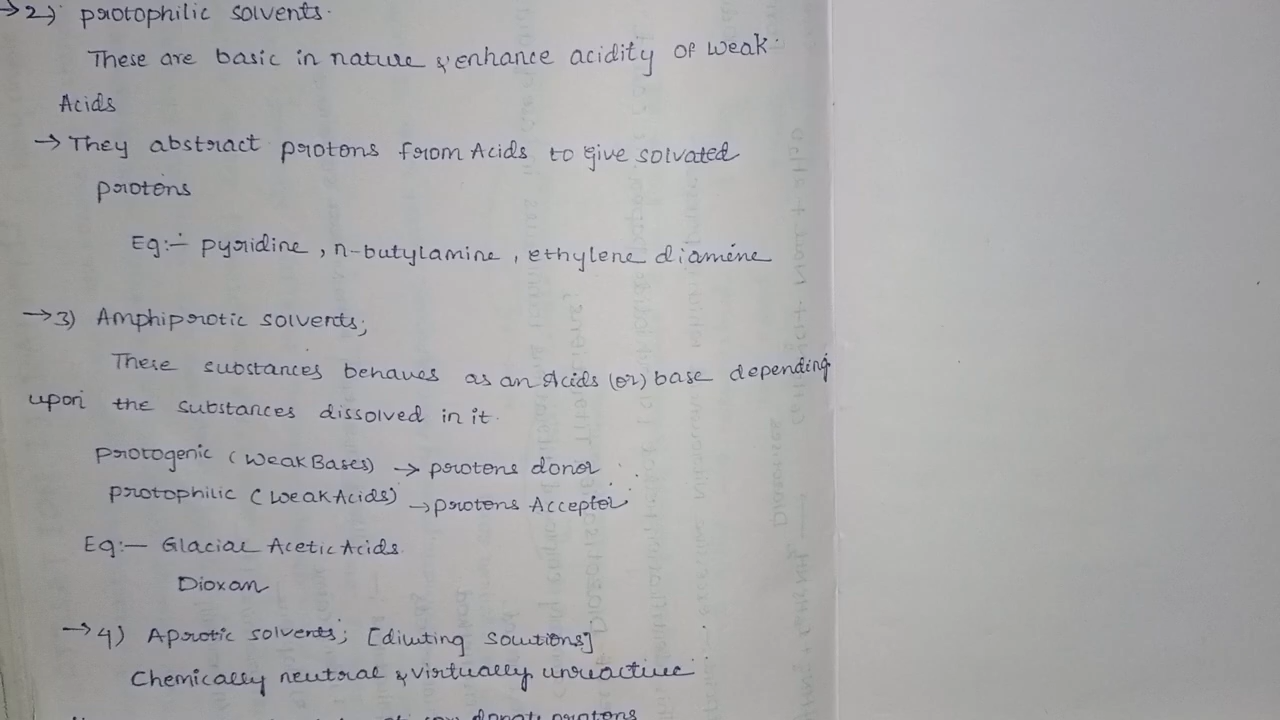 →2) protophilic solvents.
These are basic in nature & enhance acidity of weak
Acids
→ They abstract protons from Acids to give solvated
protons
Eg:- pyridine, n-butylamine, ethylene diamine
→3) Amphiprotic solvents;
These substances behaves as an Acids (or) base depending
upon the substances dissolved in it.
protogenic (weak Bases) → protons donor
protophilic (weak Acids) → protons Acceptor
Eg:- Glacial Acetic Acids.
Dioxan
→4) Aprotic solvents; [diluting solutions]
Chemically neutral & virtually unreactive
donate protons